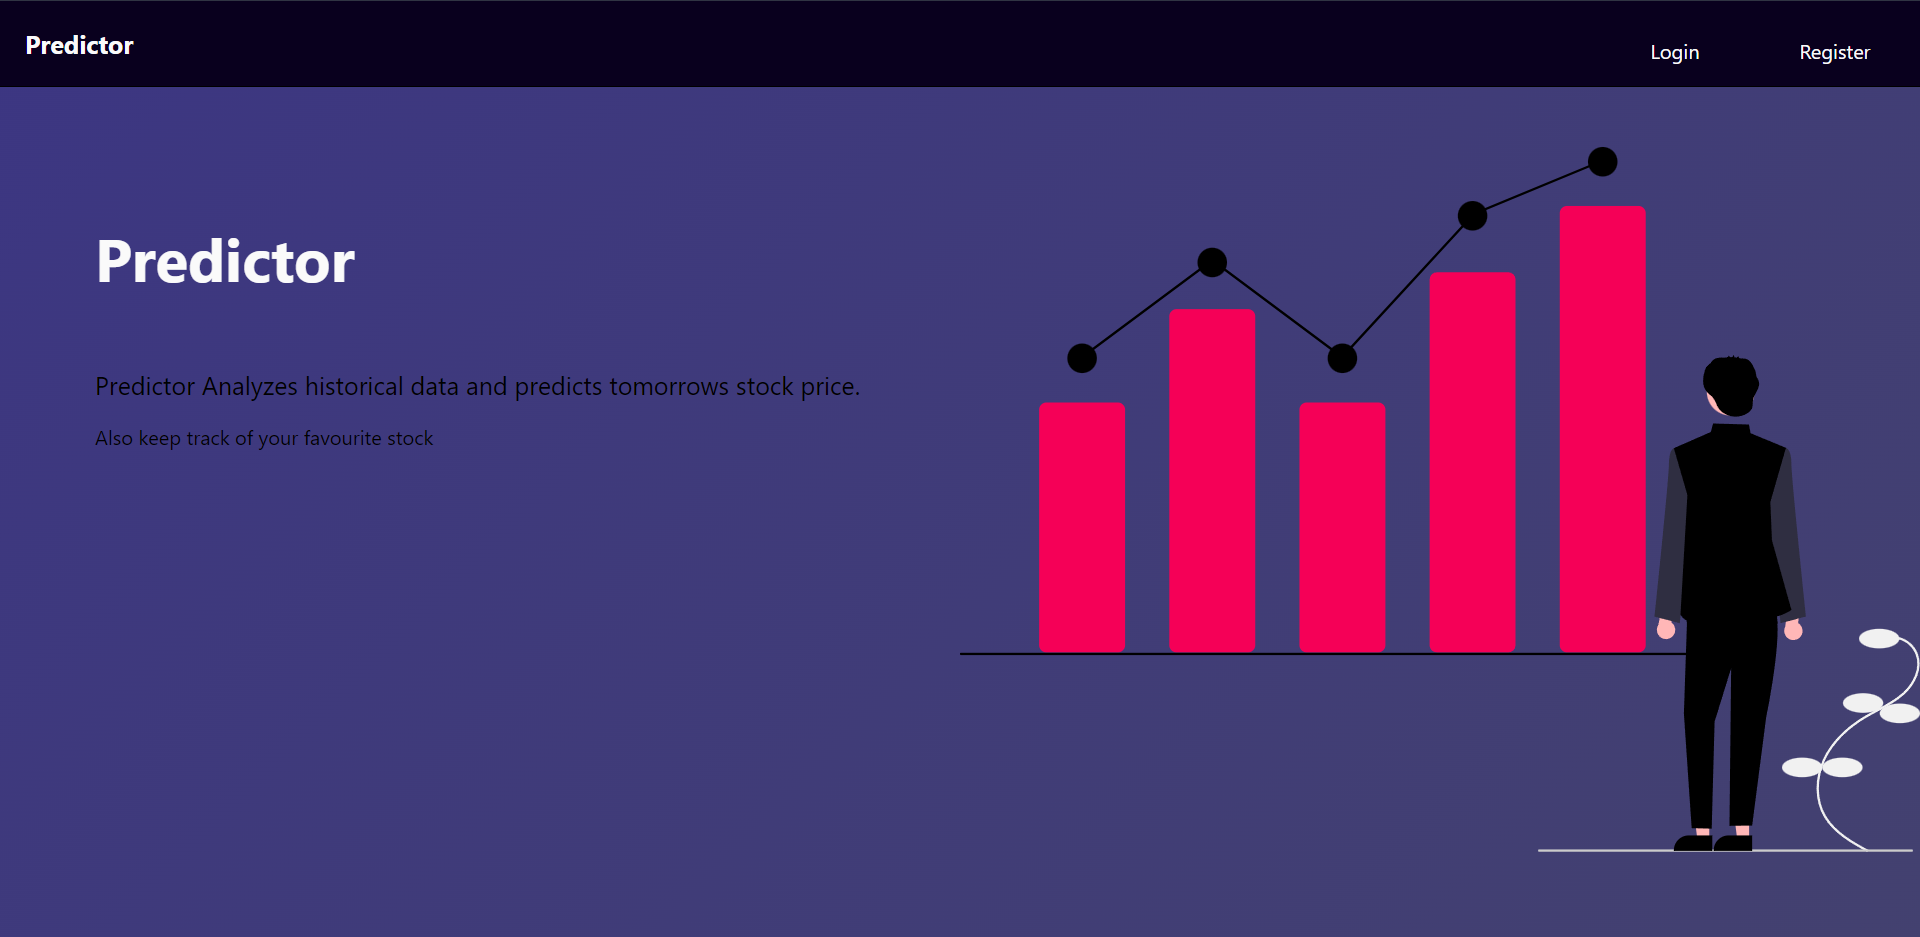 Predictor
Login
Register
Predictor
Predictor Analyzes historical data and predicts tomorrows stock price.
Also keep track of your favourite stock